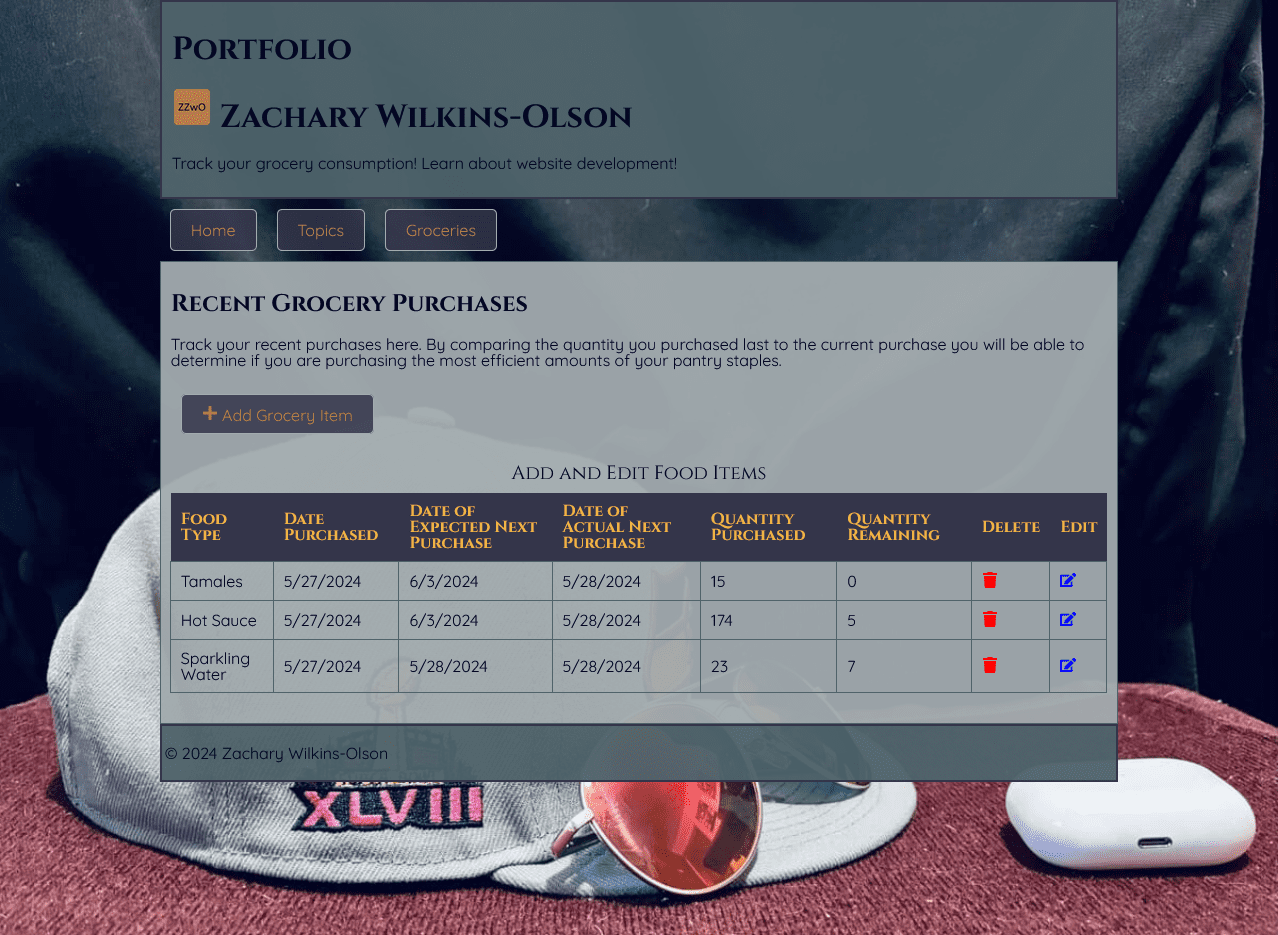 Portfolio
ZZwO
Zachary Wilkins-Olson
Track your grocery consumption! Learn about website development!
Home Topics Groceries
Recent Grocery Purchases
Track your recent purchases here. By comparing the quantity you purchased last to the current purchase you will be able to
determine if you are purchasing the most efficient amounts of your pantry staples.
Add Grocery Item
Add and Edit Food Items
Food Type Date Purchased Date of Expected Next Purchase Date of Actual Next Purchase Quantity Purchased Quantity Remaining Delete Edit
Tamales 5/27/2024 6/3/2024 5/28/2024 15 0
Hot Sauce 5/27/2024 6/3/2024 5/28/2024 174 5
Sparkling Water 5/27/2024 5/28/2024 5/28/2024 23 7
© 2024 Zachary Wilkins-Olson
XLVIII